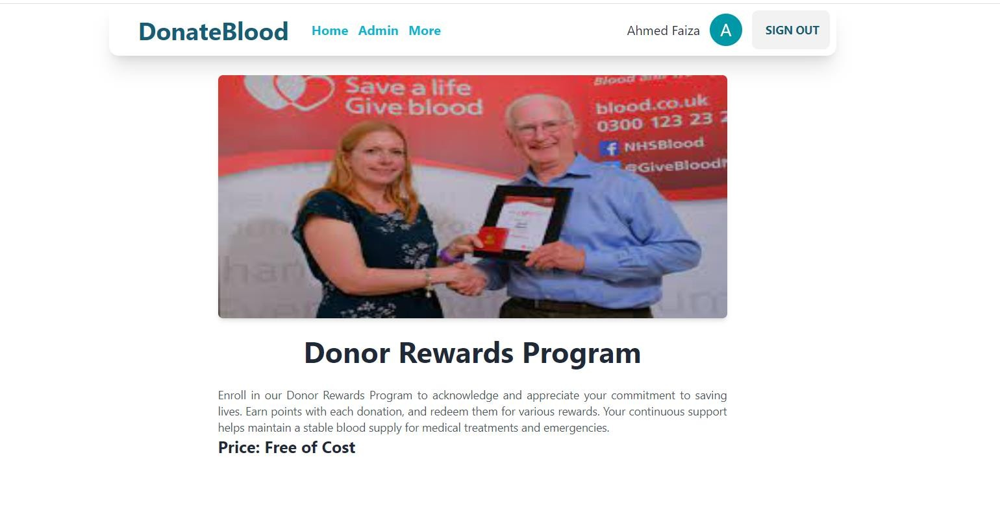 DonateBlood
Home Admin More
Ahmed Faiza
A
SIGN OUT
Save a life
Give blood
Blood and
blood.co.uk
0300 123 23 2
f NHSBlood
@GiveBlood
Donor Rewards Program
Enroll in our Donor Rewards Program to acknowledge and appreciate your commitment to saving
lives. Earn points with each donation, and redeem them for various rewards. Your continuous support
helps maintain a stable blood supply for medical treatments and emergencies.
Price: Free of Cost